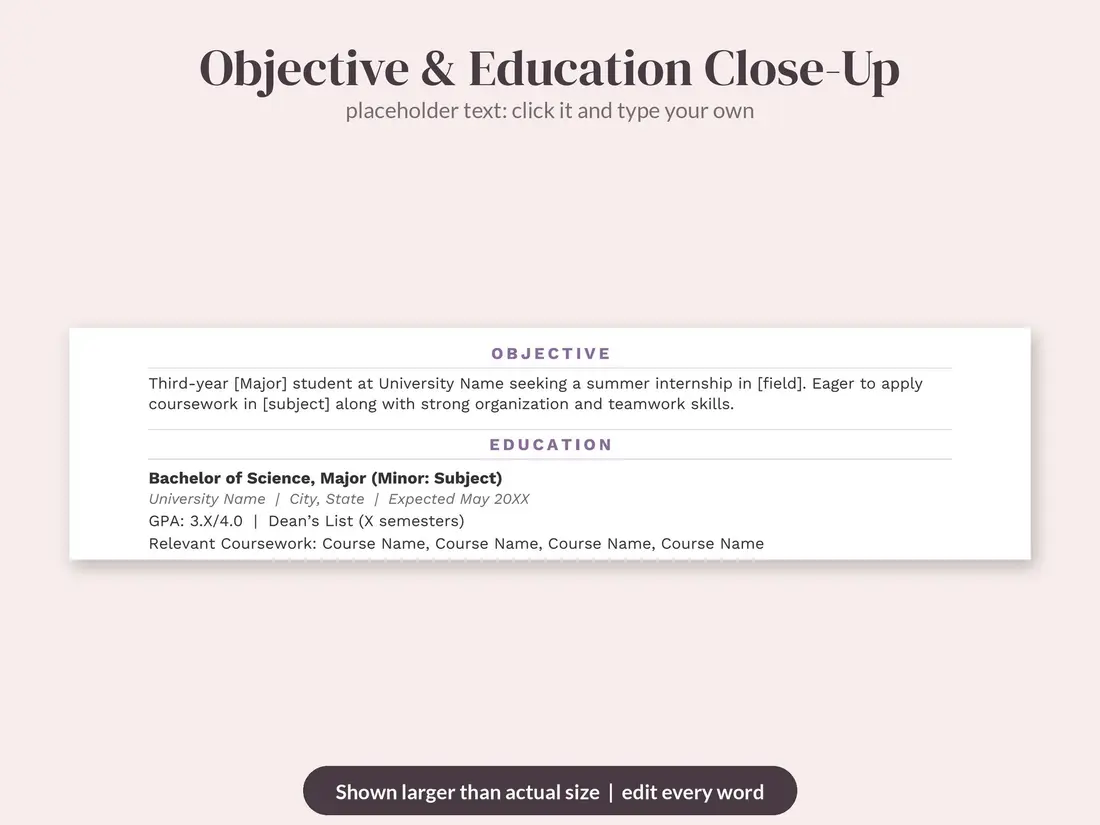 Objective & Education Close-Up
placeholder text: click it and type your own
OBJECTIVE
Third-year [Major] student at University Name seeking a summer internship in [field]. Eager to apply
coursework in [subject] along with strong organization and teamwork skills.
EDUCATION
Bachelor of Science, Major (Minor: Subject)
University Name | City, State | Expected May 20XX
GPA: 3.X/4.0 | Dean’s List (X semesters)
Relevant Coursework: Course Name, Course Name, Course Name, Course Name
Shown larger than actual size | edit every word